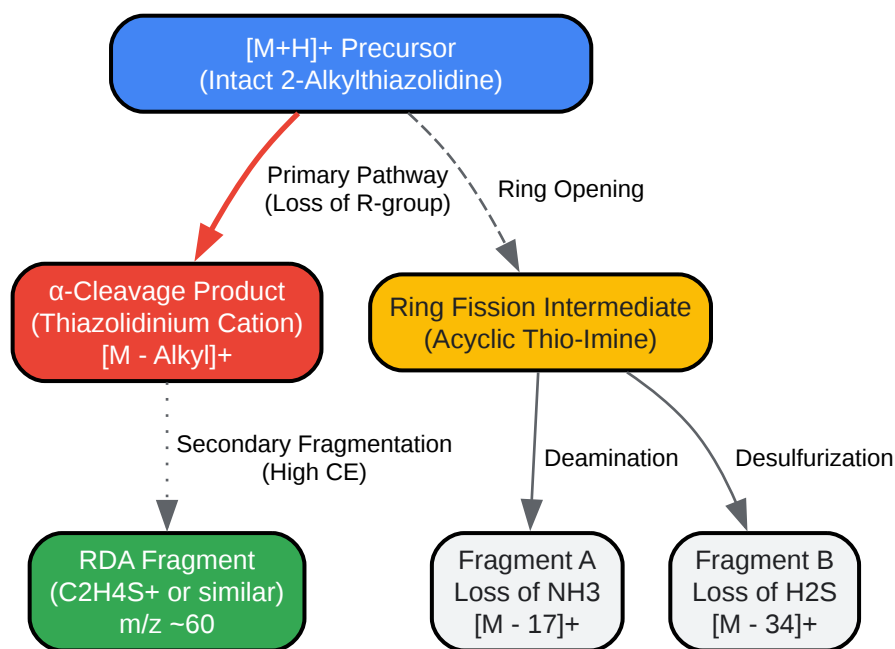 [M+H]+ Precursor
(Intact 2-Alkylthiazolidine)
Primary Pathway
(Loss of R-group)
Ring Opening
α-Cleavage Product
(Thiazolidinium Cation)
[M - Alkyl]+
Ring Fission Intermediate
(Acyclic Thio-Imine)
Secondary Fragmentation
(High CE)
Deamination
Desulfurization
RDA Fragment
(C2H4S+ or similar)
m/z ~60
Fragment A
Loss of NH3
[M - 17]+
Fragment B
Loss of H2S
[M - 34]+